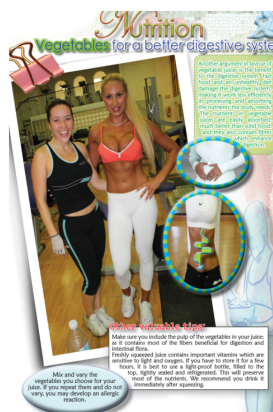 Nutrition
Vegetables for a better digestive syste
Another argument in favour of
vegetable juices is the benefit
to the digestive system. Fast
food and an unhealthy diet
damage the digestive system,
making it work less efficiently
in processing and absorbing
the nutrients the body needs.
The nutrients in vegetable
juices are easily absorbed,
much better than solid food,
and they also contain fibre,
which enhance
digestion.
Make sure you include the pulp of the vegetables in your juice;
as it contains most of the fibers beneficial for digestion and
intestinal flora.
Freshly squeezed juice contains important vitamins which are
sensitive to light and oxygen. If you have to store it for a few
hours, it is best to use a light-proof bottle, filled to the
top, tightly sealed and refrigerated. This will preserve
most of the nutrients. We recommend you drink it
immediately after squeezing.
Mix and vary the
vegetables you choose for your
juice. If you repeat them and do not
vary, you may develop an allergic
reaction.